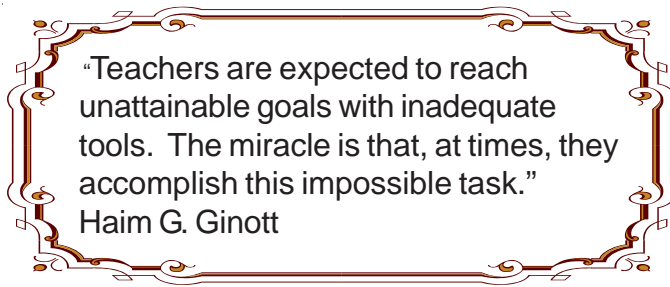 “Teachers are expected to reach
unattainable goals with inadequate
tools.  The miracle is that, at times, they
accomplish this impossible task.”
Haim G. Ginott